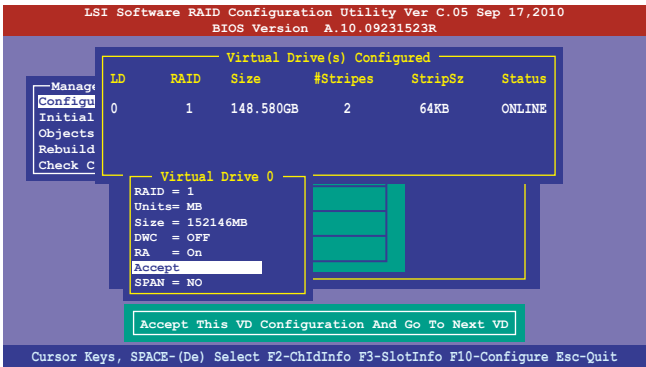 LSI Software RAID Configuration Utility Ver C.05 Sep 17,2010
BIOS Version A.10.09231523R
Virtual Drive(s) Configured
LD RAID Size #Stripes StripSz Status
0 1 148.580GB 2 64KB ONLINE
Manage
Configu
Initial
Objects
Rebuild
Check C
Virtual Drive 0
RAID = 1
Units= MB
Size = 152146MB
DWC = OFF
RA = On
Accept
SPAN = NO
Accept This VD Configuration And Go To Next VD
Cursor Keys, SPACE-(De) Select F2-ChIdInfo F3-SlotInfo F10-Configure Esc-Quit